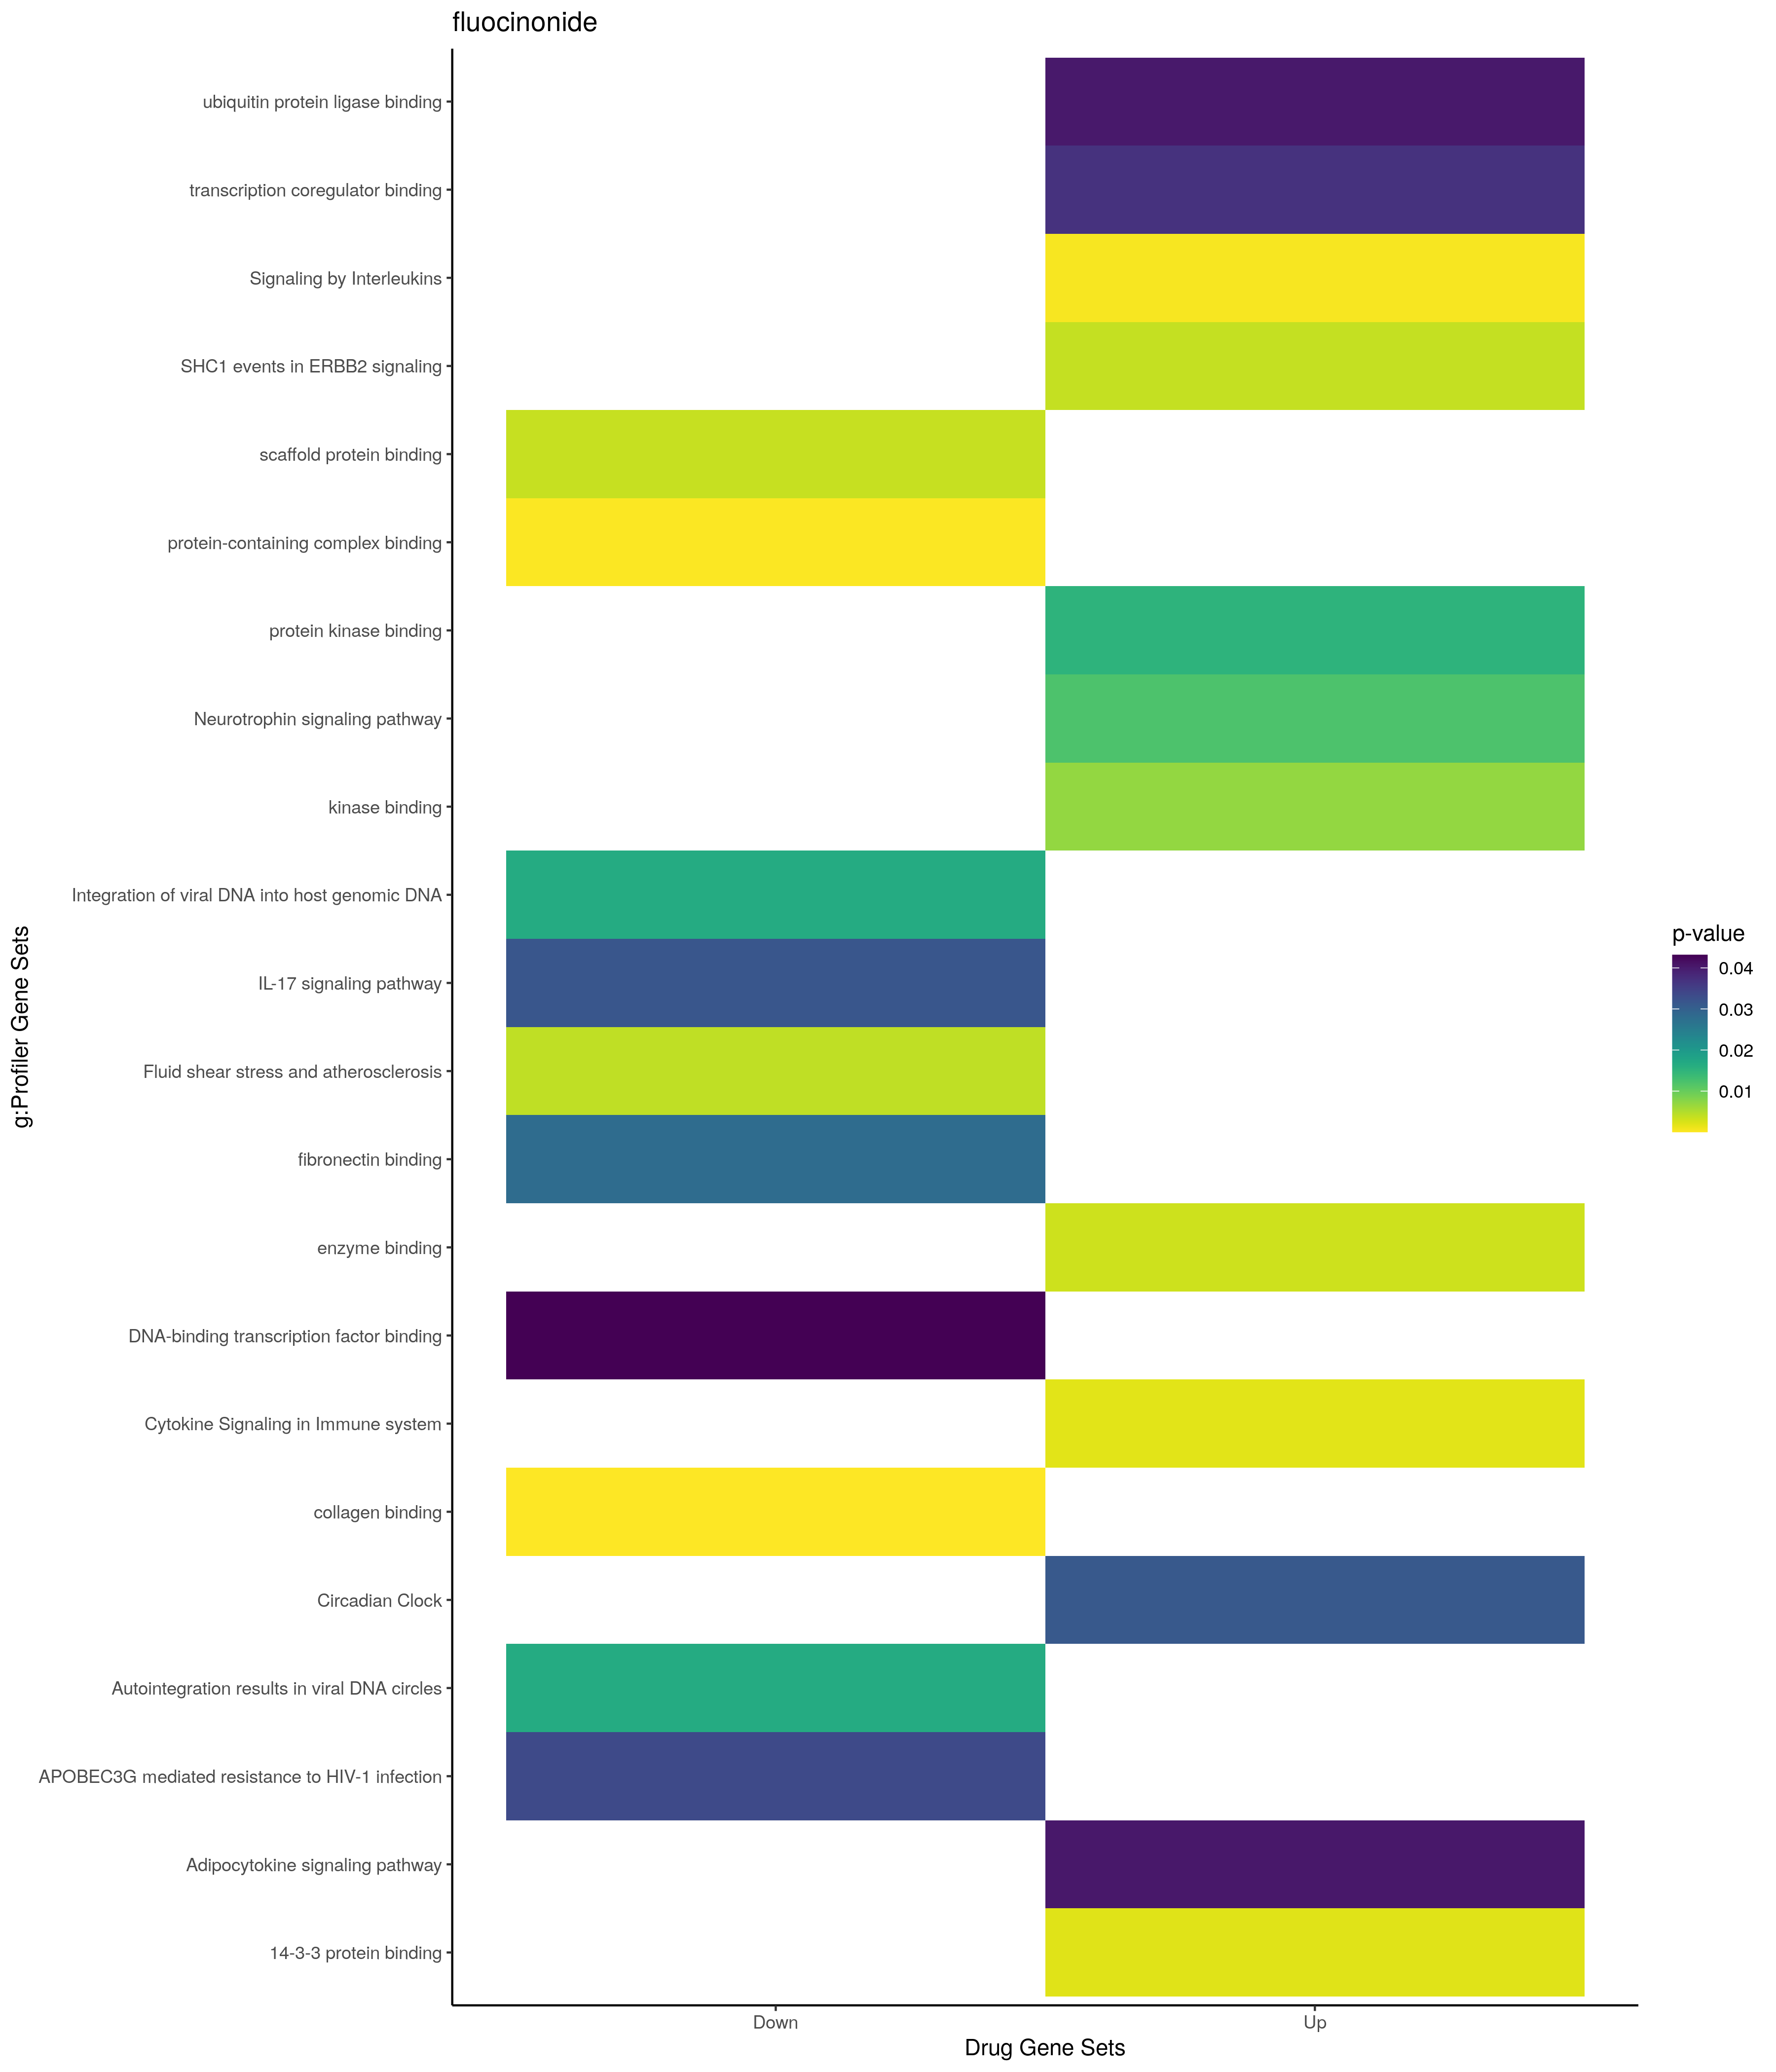 fluocinonide
ubiquitin protein ligase binding
transcription coregulator binding
Signaling by Interleukins
SHC1 events in ERBB2 signaling
scaffold protein binding
protein-containing complex binding
protein kinase binding
Neurotrophin signaling pathway
kinase binding
Integration of viral DNA into host genomic DNA
IL-17 signaling pathway
Fluid shear stress and atherosclerosis
fibronectin binding
enzyme binding
DNA-binding transcription factor binding
Cytokine Signaling in Immune system
collagen binding
Circadian Clock
Autointegration results in viral DNA circles
APOBEC3G mediated resistance to HIV-1 infection
Adipocytokine signaling pathway
14-3-3 protein binding
g:Profiler Gene Sets
Down
Up
Drug Gene Sets
p-value
0.04
0.03
0.02
0.01